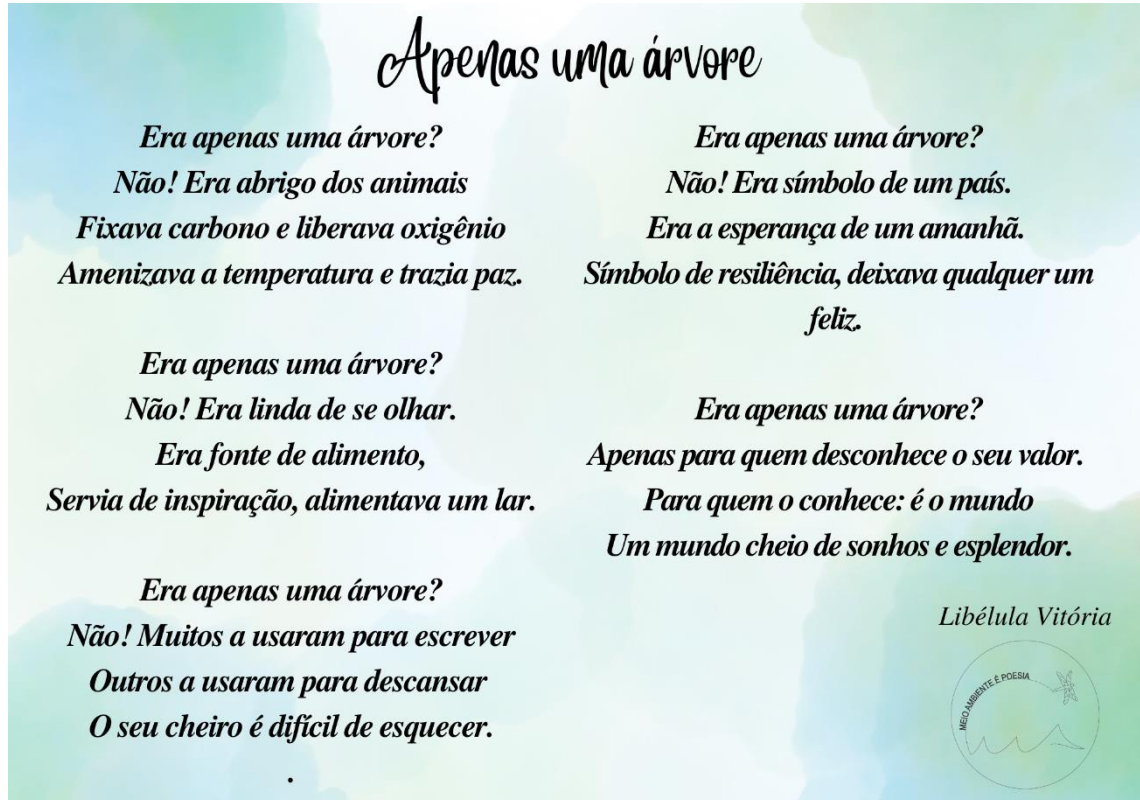 Apenas uma árvore
Era apenas uma árvore?
Não! Era abrigo dos animais
Fixava carbono e liberava oxigênio
Amenizava a temperatura e trazia paz.
Era apenas uma árvore?
Não! Era linda de se olhar.
Era fonte de alimento,
Servia de inspiração, alimentava um lar.
Era apenas uma árvore?
Não! Muitos a usaram para escrever
Outros a usaram para descansar
O seu cheiro é difícil de esquecer.
.
Era apenas uma árvore?
Não! Era símbolo de um país.
Era a esperança de um amanhã.
Símbolo de resiliência, deixava qualquer um
feliz.
Era apenas uma árvore?
Apenas para quem desconhece o seu valor.
Para quem o conhece: é o mundo
Um mundo cheio de sonhos e esplendor.
Libélula Vitória
MEIO AMBIENTE É POESIA